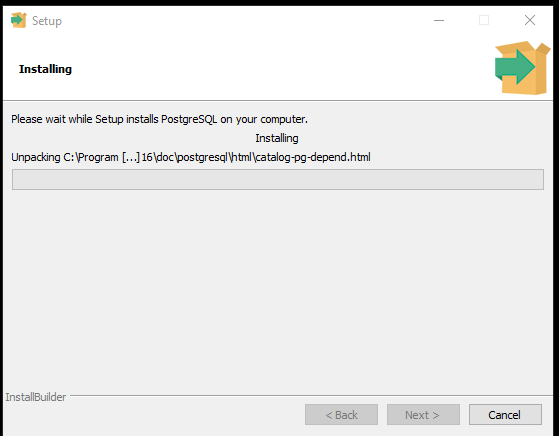 Setup
Installing
Please wait while Setup installs PostgreSQL on your computer.
Installing
Unpacking C:\Program [...]16\doc\postgresql\html\catalog-pg-depend.html
InstallBuilder
< Back
Next >
Cancel